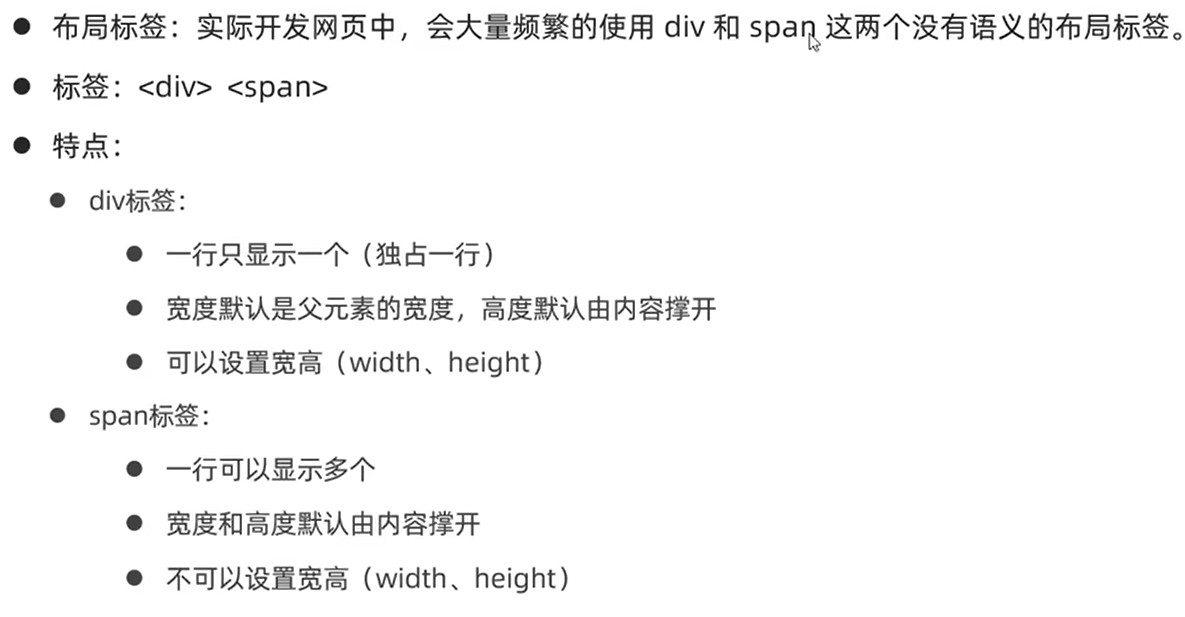 ● 布局标签：实际开发网页中，会大量频繁的使用 div 和 span 这两个没有语义的布局标签。
● 标签：<div> <span>
● 特点：
● div标签：
● 一行只显示一个（独占一行）
● 宽度默认是父元素的宽度，高度默认由内容撑开
● 可以设置宽高（width、height）
● span标签：
● 一行可以显示多个
● 宽度和高度默认由内容撑开
● 不可以设置宽高（width、height）